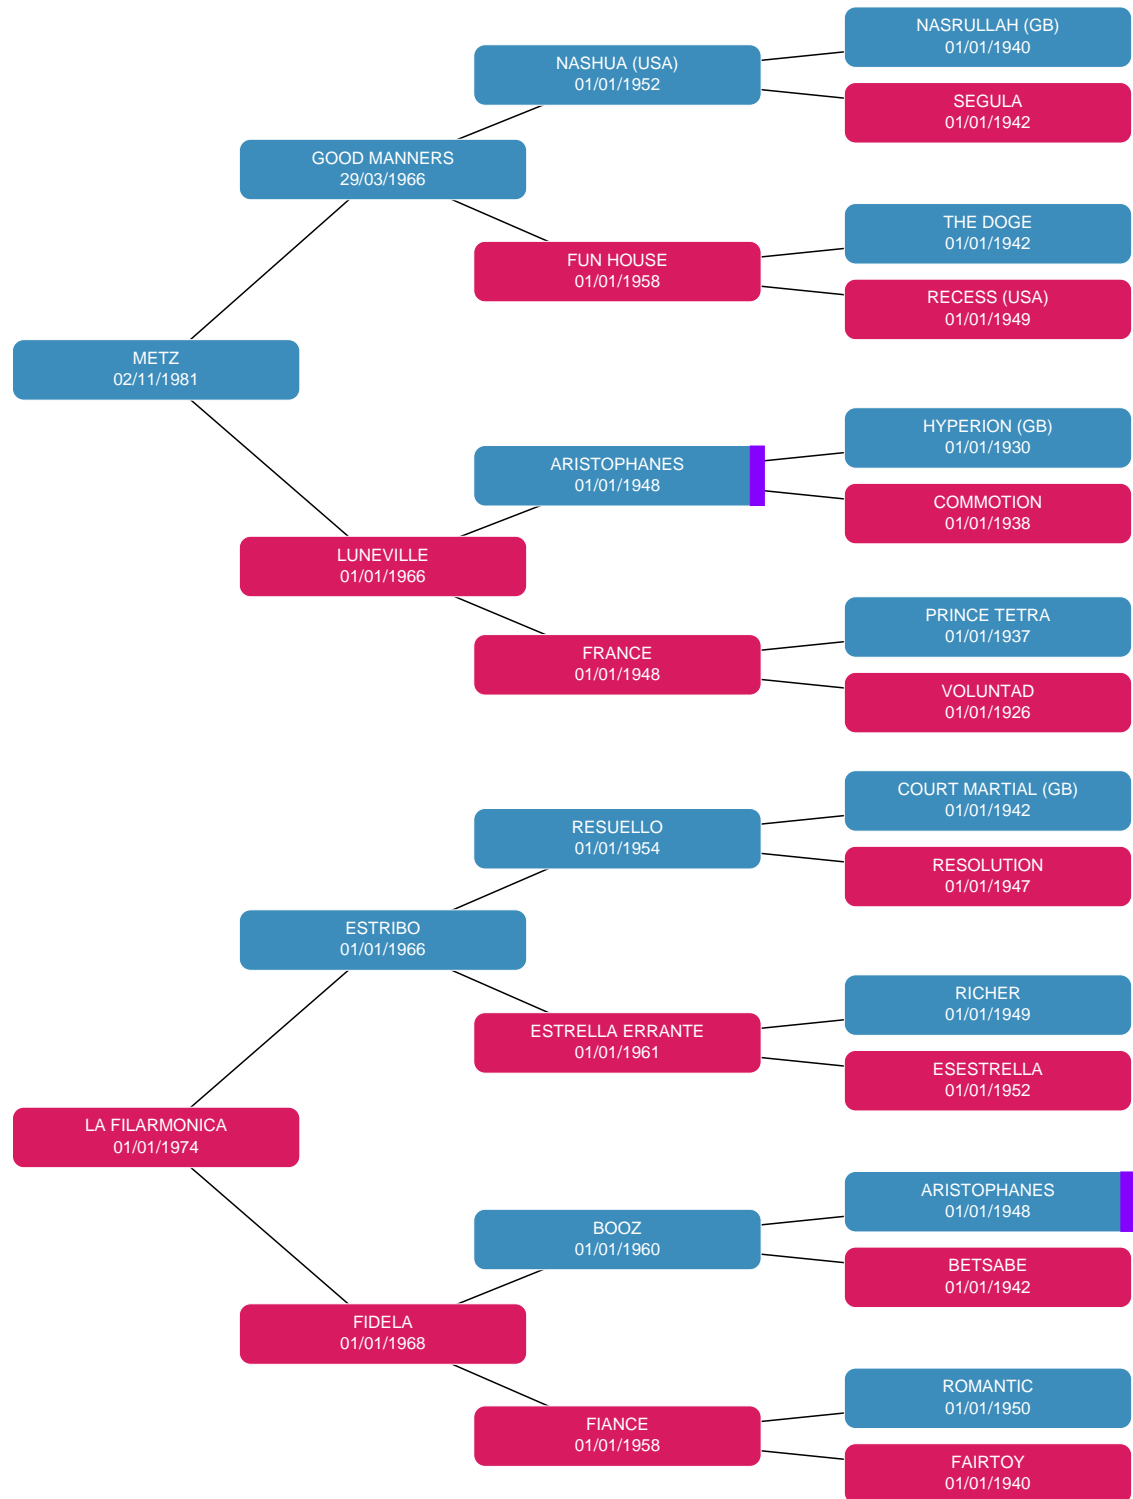 NASRULLAH (GB)
01/01/1940
NASHUA (USA)
01/01/1952
SEGULA
01/01/1942
GOOD MANNERS
29/03/1966
THE DOGE
01/01/1942
FUN HOUSE
01/01/1958
RECESS (USA)
01/01/1949
METZ
02/11/1981
HYPERION (GB)
01/01/1930
ARISTOPHANES
01/01/1948
COMMOTION
01/01/1938
LUNEVILLE
01/01/1966
PRINCE TETRA
01/01/1937
FRANCE
01/01/1948
VOLUNTAD
01/01/1926
COURT MARTIAL (GB)
01/01/1942
RESUELLO
01/01/1954
RESOLUTION
01/01/1947
ESTRIBO
01/01/1966
RICHER
01/01/1949
ESTRELLA ERRANTE
01/01/1961
ESESTRELLA
01/01/1952
LA FILARMONICA
01/01/1974
ARISTOPHANES
01/01/1948
BOOZ
01/01/1960
BETSABE
01/01/1942
FIDELA
01/01/1968
ROMANTIC
01/01/1950
FIANCE
01/01/1958
FAIRTOY
01/01/1940